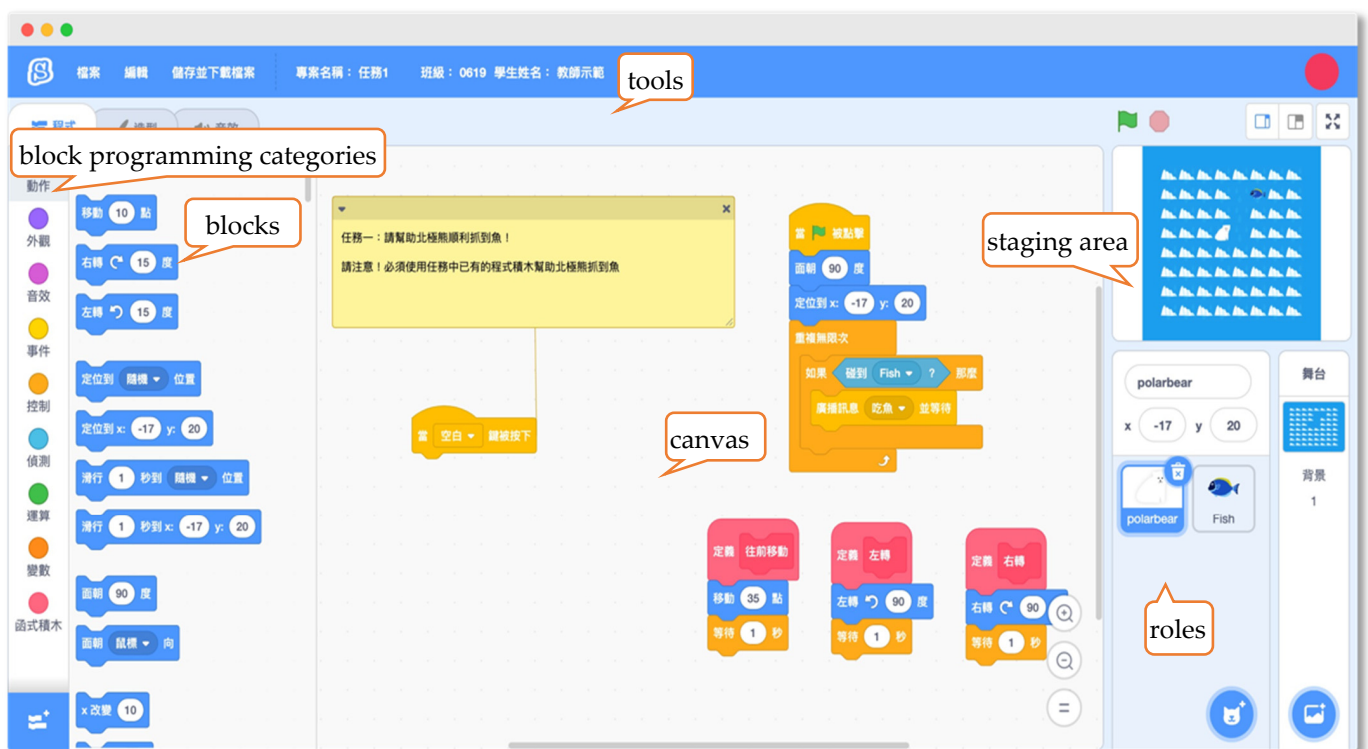 檔案 編輯 儲存並下載檔案 專案名稱：任務1 班級：0619 學生姓名：教師示範
tools
程式 造型 音效
block programming categories
動作
外觀
音效
事件
控制
偵測
運算
變數
函式積木
blocks
移動 10 點
右轉 15 度
左轉 15 度
定位到 隨機 位置
定位到 x: -17 y: 20
滑行 1 秒到 隨機 位置
滑行 1 秒到 x: -17 y: 20
面朝 90 度
面朝 鼠標 向
x 改變 10
任務一：請幫助北極熊順利抓到魚！
請注意！必須使用任務中已有的程式積木幫助北極熊抓到魚
當 空白 鍵被按下
當 被點擊
面朝 90 度
定位到 x: -17 y: 20
重複無限次
如果 碰到 Fish ? 那麼
廣播訊息 吃魚 並等待
canvas
定義 往前移動
移動 35 點
等待 1 秒
定義 左轉
左轉 90 度
等待 1 秒
定義 右轉
右轉 90
等待 1 秒
staging area
polarbear
x -17 y 20
polarbear
Fish
roles
舞台
背景
1